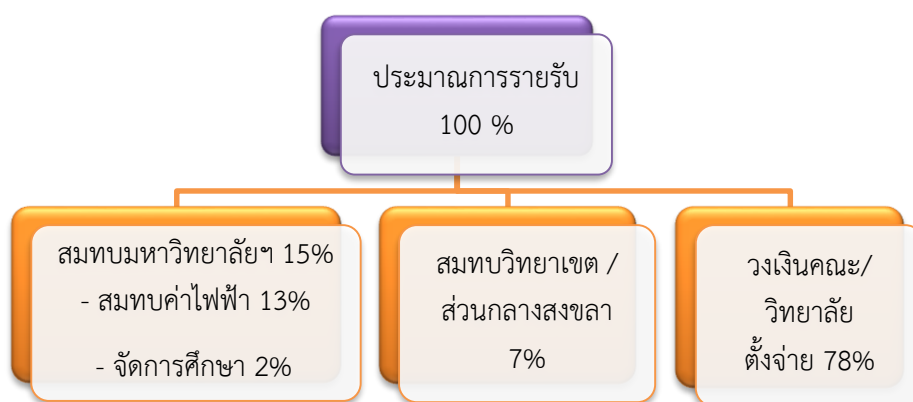 ประมาณการรายรับ
100 %
สมทบมหาวิทยาลัยฯ 15%
- สมทบค่าไฟฟ้า 13%
- จัดการศึกษา 2%
สมทบวิทยาเขต /
ส่วนกลางสงขลา
7%
วงเงินคณะ/
วิทยาลัย
ตั้งจ่าย 78%